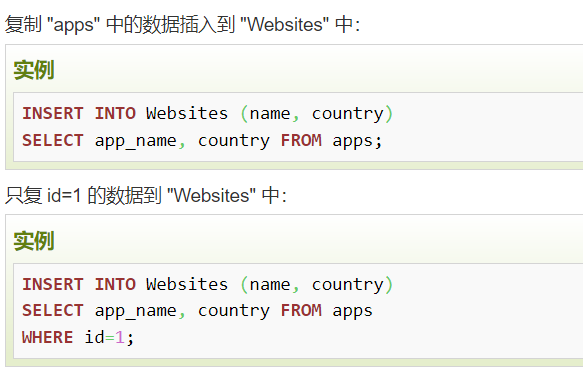 复制 "apps" 中的数据插入到 "Websites" 中：
实例
INSERT INTO Websites (name, country)
SELECT app_name, country FROM apps;
只复 id=1 的数据到 "Websites" 中：
实例
INSERT INTO Websites (name, country)
SELECT app_name, country FROM apps
WHERE id=1;